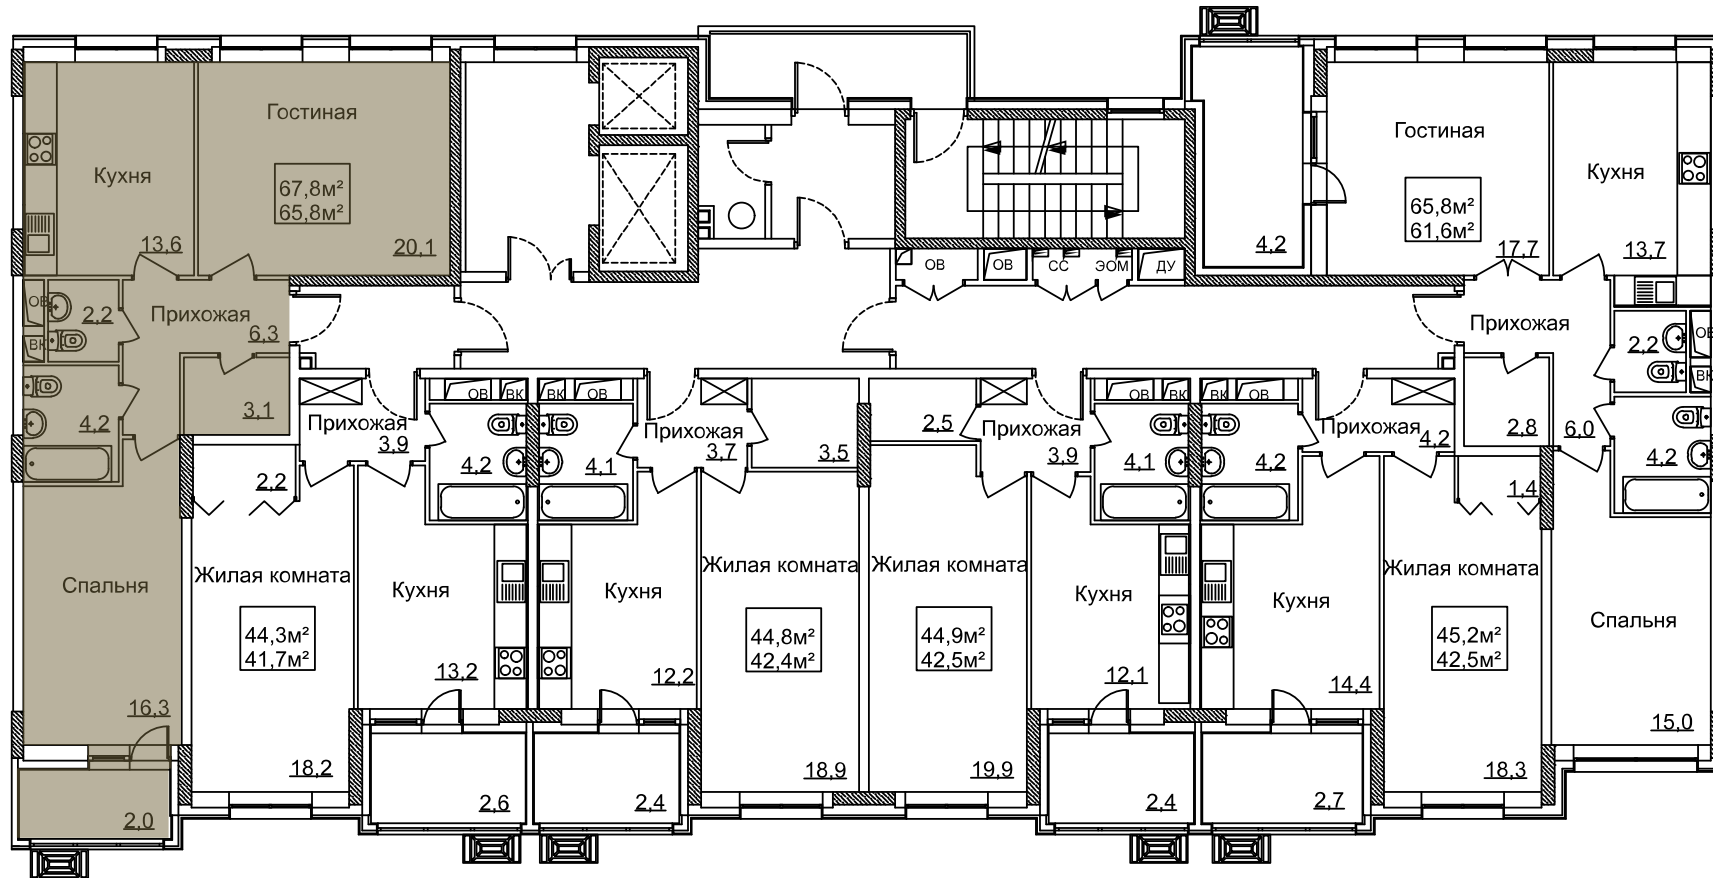 Кухня
13,6
Гостиная
67,8м²
65,8м²
20,1
4,2
Гостиная
65,8м²
61,6м²
17,7
Кухня
13,7
ОВ
ОВ
СС
ЭОМ
ДУ
ОВ
ВК
2,2
Прихожая
6,3
3,1
4,2
Спальня
16,3
2,0
Прихожая
3,9
ОВ
ВК
4,2
2,2
Жилая комната
44,3м²
41,7м²
18,2
Кухня
13,2
2,6
ВК
ОВ
4,1
Прихожая
3,7
3,5
Кухня
12,2
2,4
Жилая комната
44,8м²
42,4м²
18,9
2,5
Прихожая
3,9
ОВ
ВК
4,1
Жилая комната
44,9м²
42,5м²
19,9
Кухня
12,1
2,4
ВК
ОВ
4,2
Прихожая
4,2
Кухня
14,4
2,7
Жилая комната
45,2м²
42,5м²
18,3
1,4
Прихожая
2,8
6,0
2,2
ОВ
ВК
4,2
Спальня
15,0